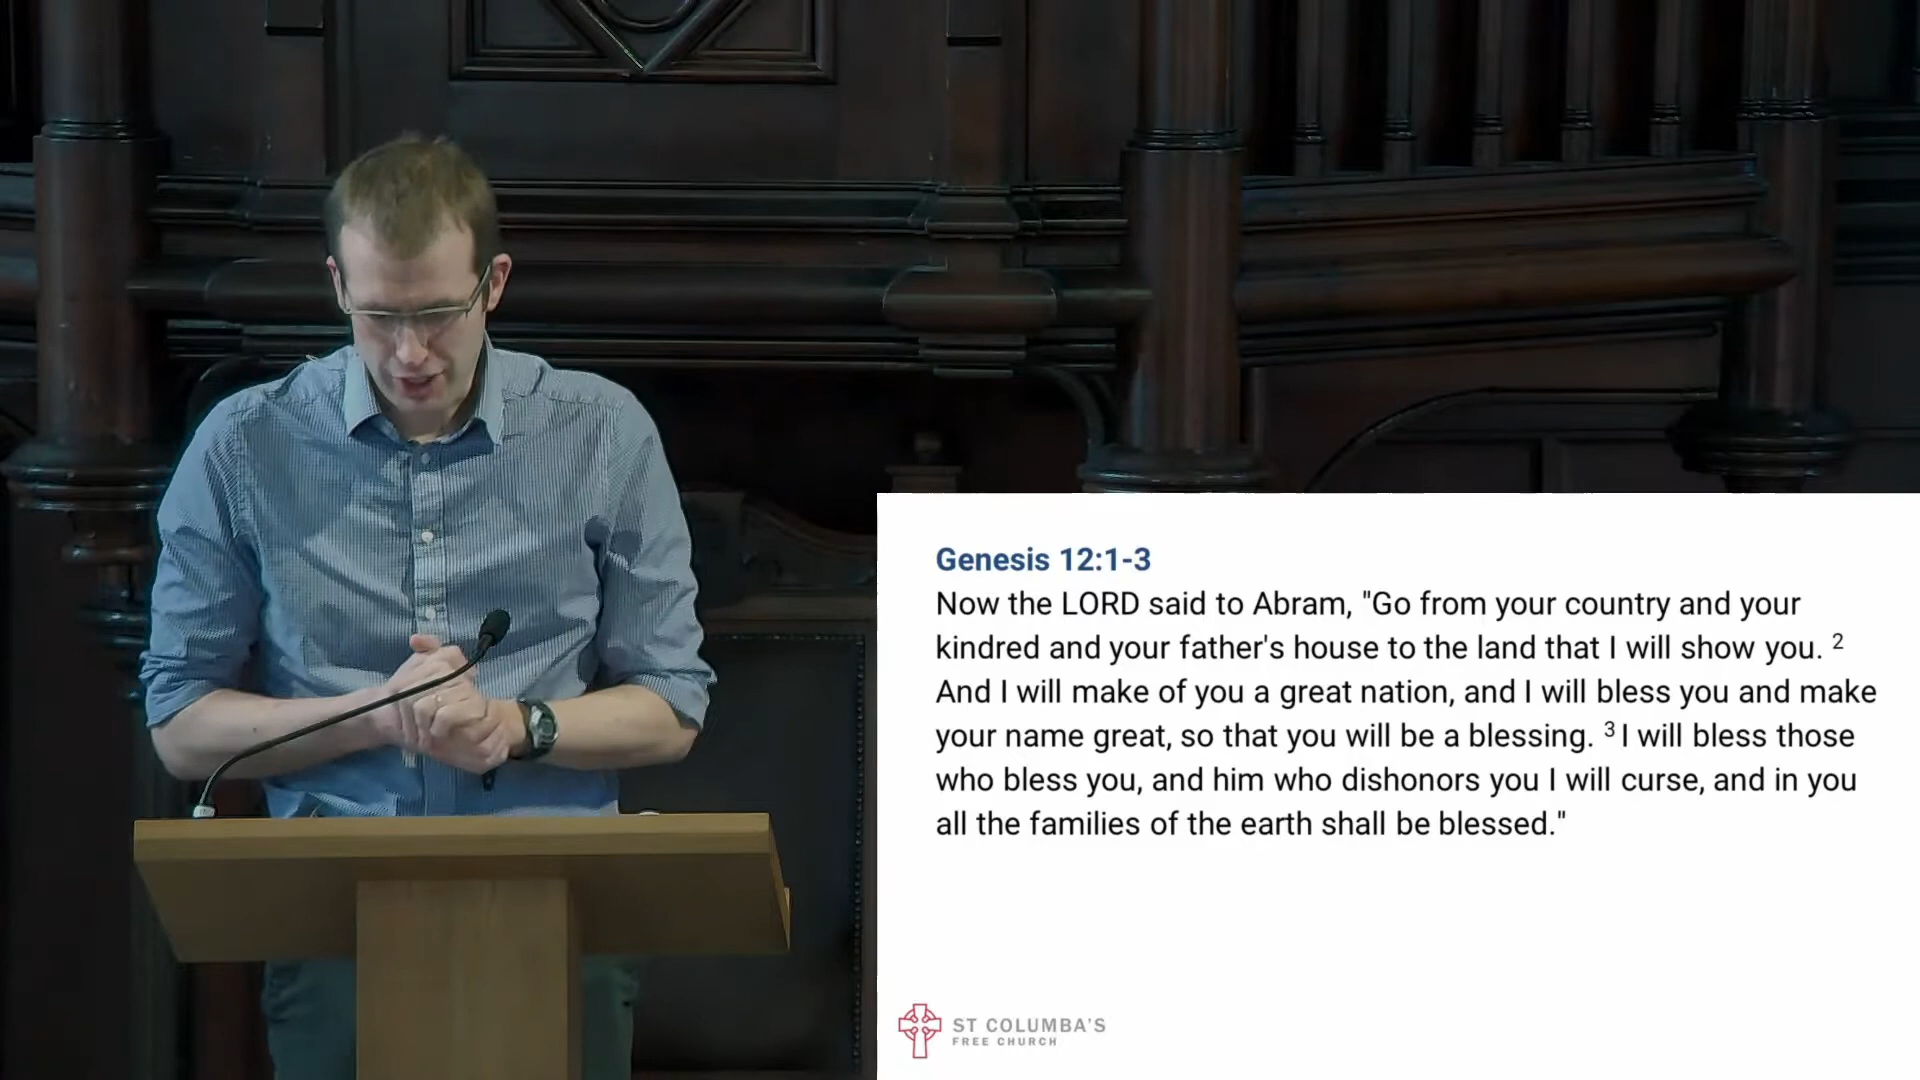 Genesis 12:1-3
Now the LORD said to Abram, "Go from your country and your
kindred and your father's house to the land that I will show you. 2
And I will make of you a great nation, and I will bless you and make
your name great, so that you will be a blessing. 3 I will bless those
who bless you, and him who dishonors you I will curse, and in you
all the families of the earth shall be blessed."
ST COLUMBA'S
FREE CHURCH